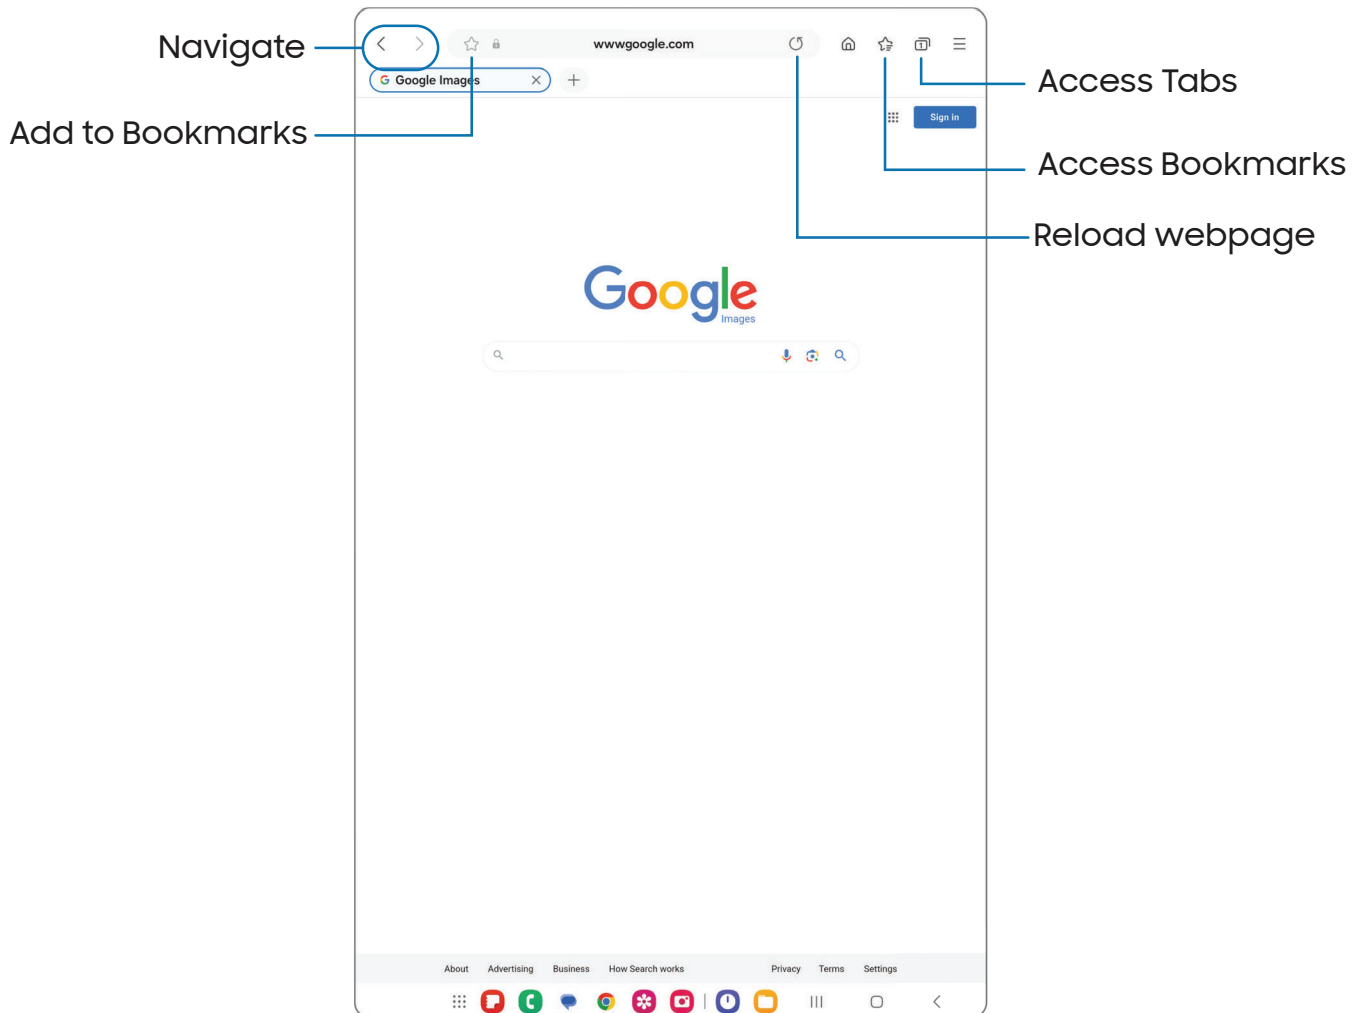 Navigate
wwwgoogle.com
G Google Images
1
Access Tabs
Add to Bookmarks
Sign in
Access Bookmarks
Reload webpage
Google
Images
About Advertising Business How Search works Privacy Terms Settings